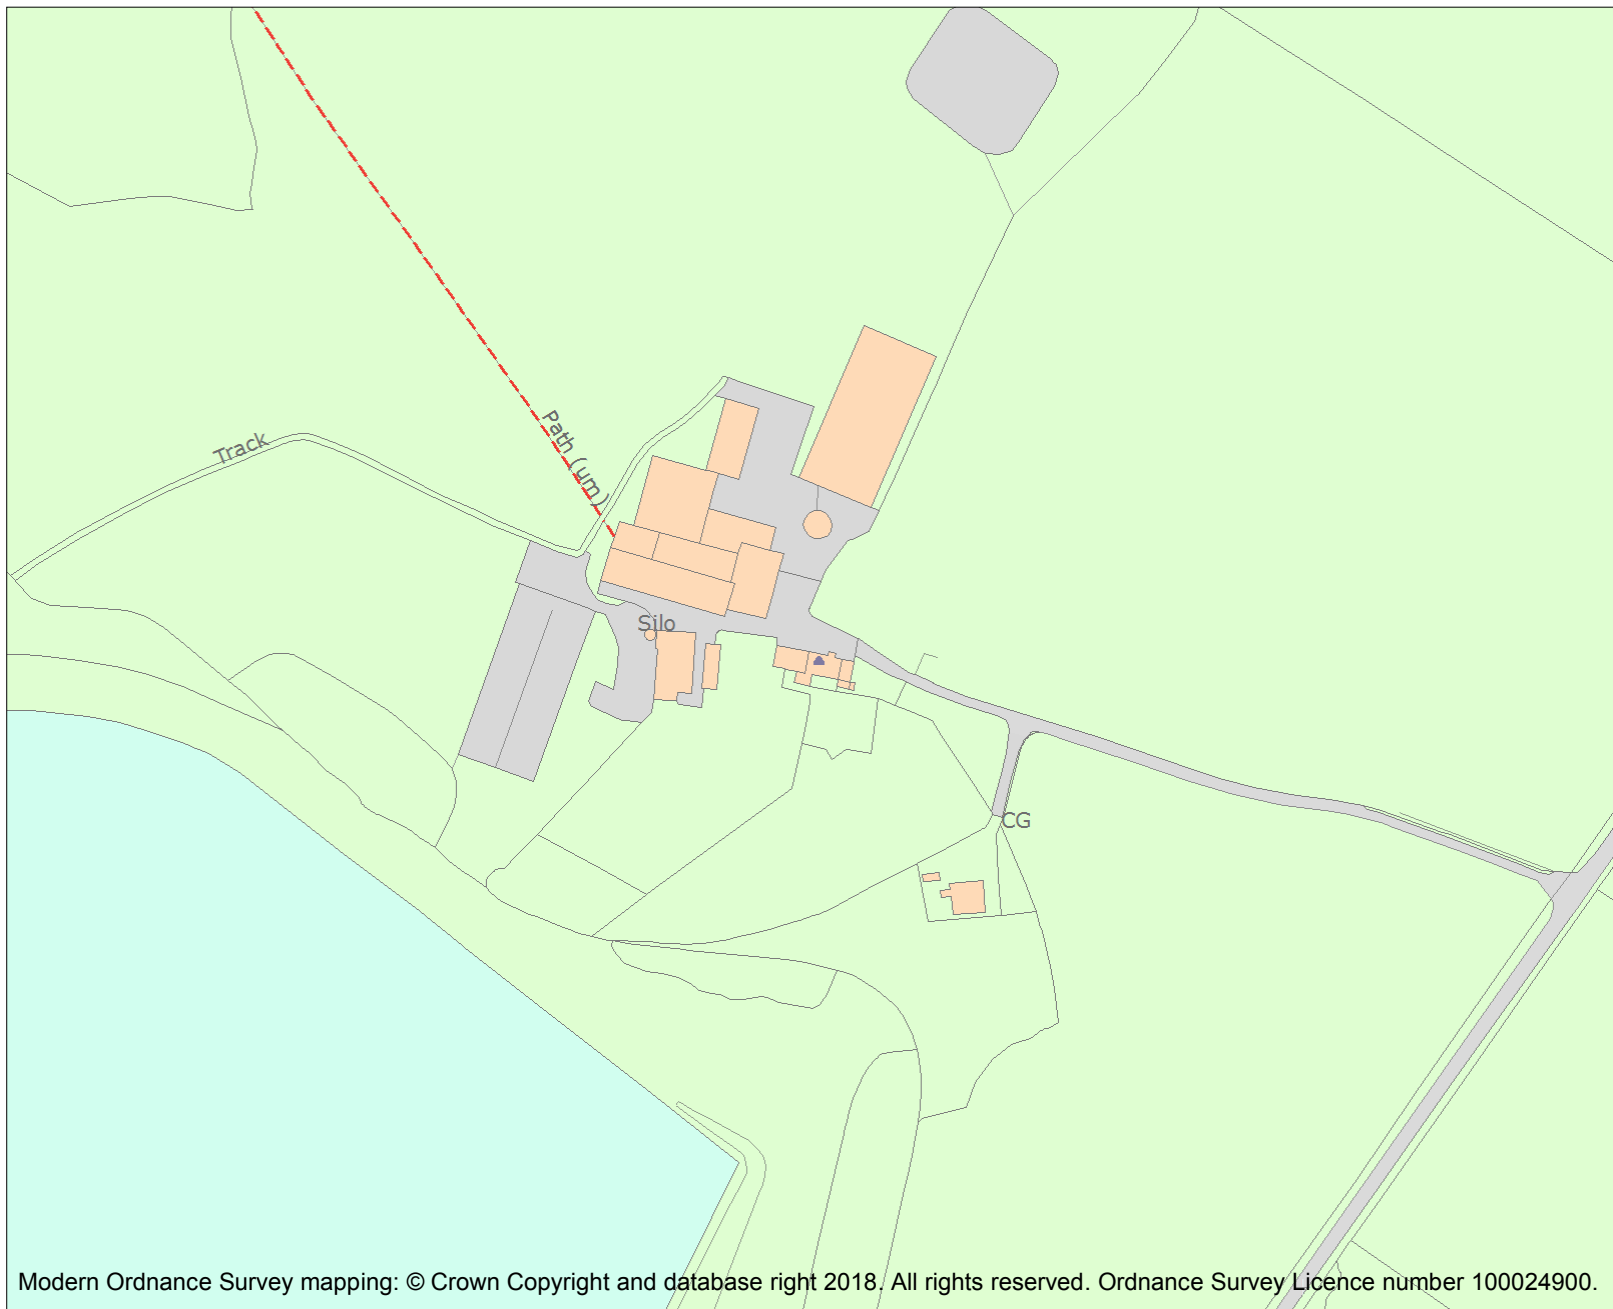 Path (um)
Track
Silo
CG
Modern Ordnance Survey mapping: © Crown Copyright and database right 2018. All rights reserved. Ordnance Survey Licence number 100024900.